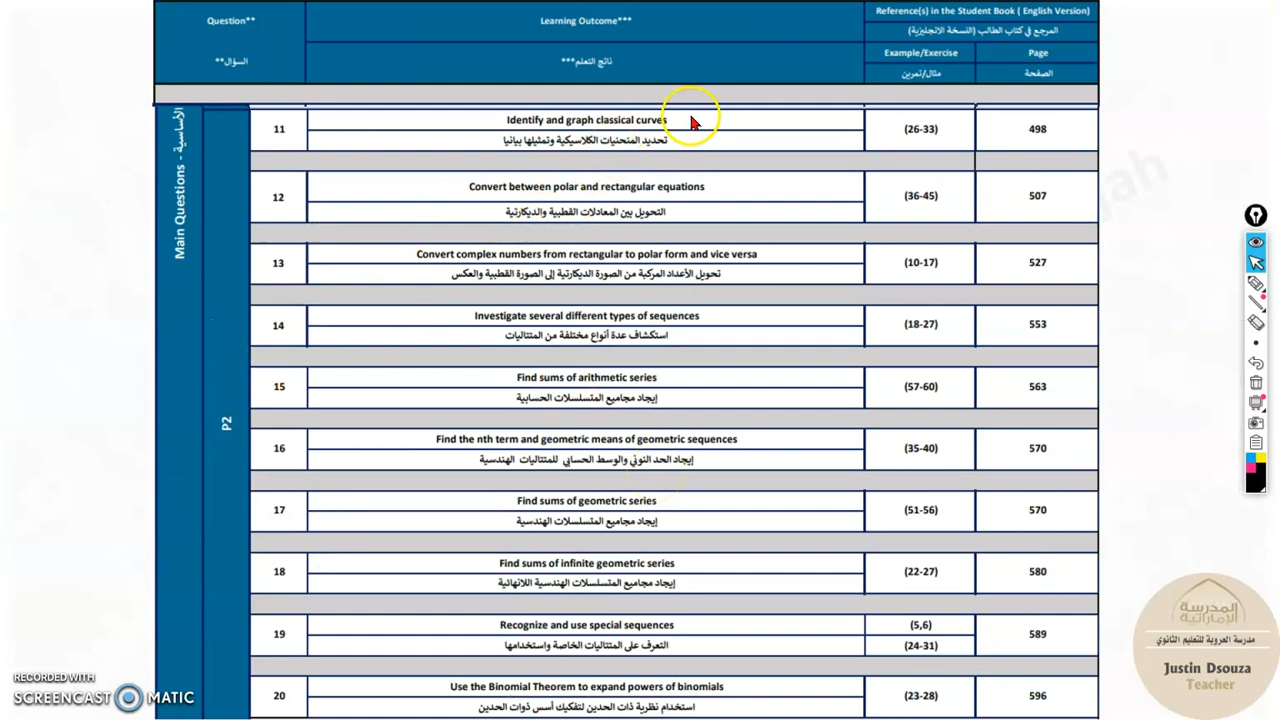 Question**
السؤال**
Learning Outcome***
ناتج التعلم***
Reference(s) in the Student Book ( English Version)
المرجع في كتاب الطالب (النسخة الانجليزية)
Example/Exercise
مثال/تمرين
Page
الصفحة
Main Questions - الأساسية
P2
11
Identify and graph classical curves
تحديد المنحنيات الكلاسيكية وتمثيلها بيانيا
(26-33)
498
12
Convert between polar and rectangular equations
التحويل بين المعادلات القطبية والديكارتية
(36-45)
507
13
Convert complex numbers from rectangular to polar form and vice versa
تحويل الأعداد المركبة من الصورة الديكارتية إلى الصورة القطبية والعكس
(10-17)
527
14
Investigate several different types of sequences
استكشاف عدة أنواع مختلفة من المتتاليات
(18-27)
553
15
Find sums of arithmetic series
إيجاد مجاميع المتسلسلات الحسابية
(57-60)
563
16
Find the nth term and geometric means of geometric sequences
إيجاد الحد النوني والوسط الحسابي للمتتاليات الهندسية
(35-40)
570
17
Find sums of geometric series
إيجاد مجاميع المتسلسلات الهندسية
(51-56)
570
18
Find sums of infinite geometric series
إيجاد مجاميع المتسلسلات الهندسية اللانهائية
(22-27)
580
19
Recognize and use special sequences
التعرف على المتتاليات الخاصة واستخدامها
(5,6)
(24-31)
589
20
Use the Binomial Theorem to expand powers of binomials
استخدام نظرية ذات الحدين لتفكيك أسس ذوات الحدين
(23-28)
596
المدرسة
الإماراتية
مدرسة العروبة للتعليم الثانوي
Justin Dsouza
Teacher
RECORDED WITH
SCREENCAST MATIC